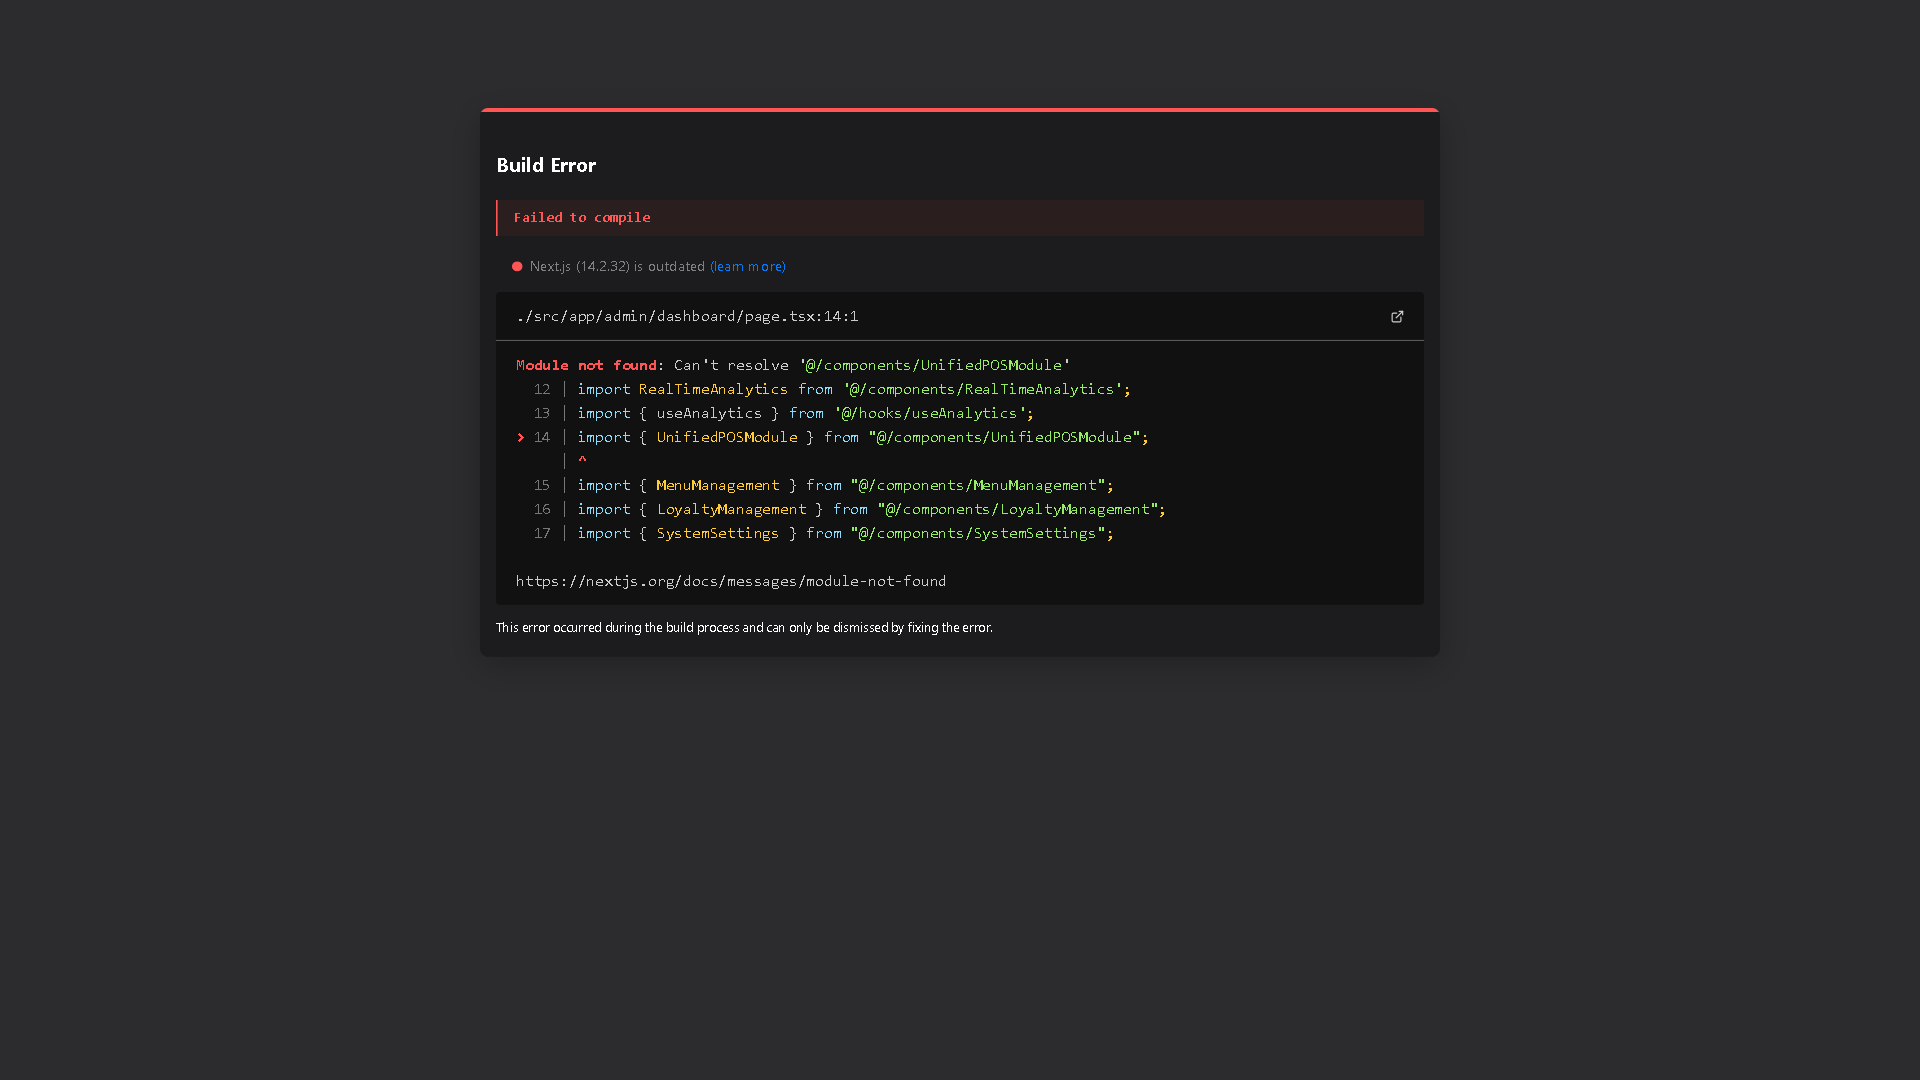 Build Error
Failed to compile
Next.js (14.2.32) is outdated (learn more)
./src/app/admin/dashboard/page.tsx:14:1
Module not found: Can't resolve '@/components/UnifiedPOSModule'
12 | import RealTimeAnalytics from '@/components/RealTimeAnalytics';
13 | import { useAnalytics } from '@/hooks/useAnalytics';
> 14 | import { UnifiedPOSModule } from "@/components/UnifiedPOSModule";
| ^
15 | import { MenuManagement } from "@/components/MenuManagement";
16 | import { LoyaltyManagement } from "@/components/LoyaltyManagement";
17 | import { SystemSettings } from "@/components/SystemSettings";
https://nextjs.org/docs/messages/module-not-found
This error occurred during the build process and can only be dismissed by fixing the error.